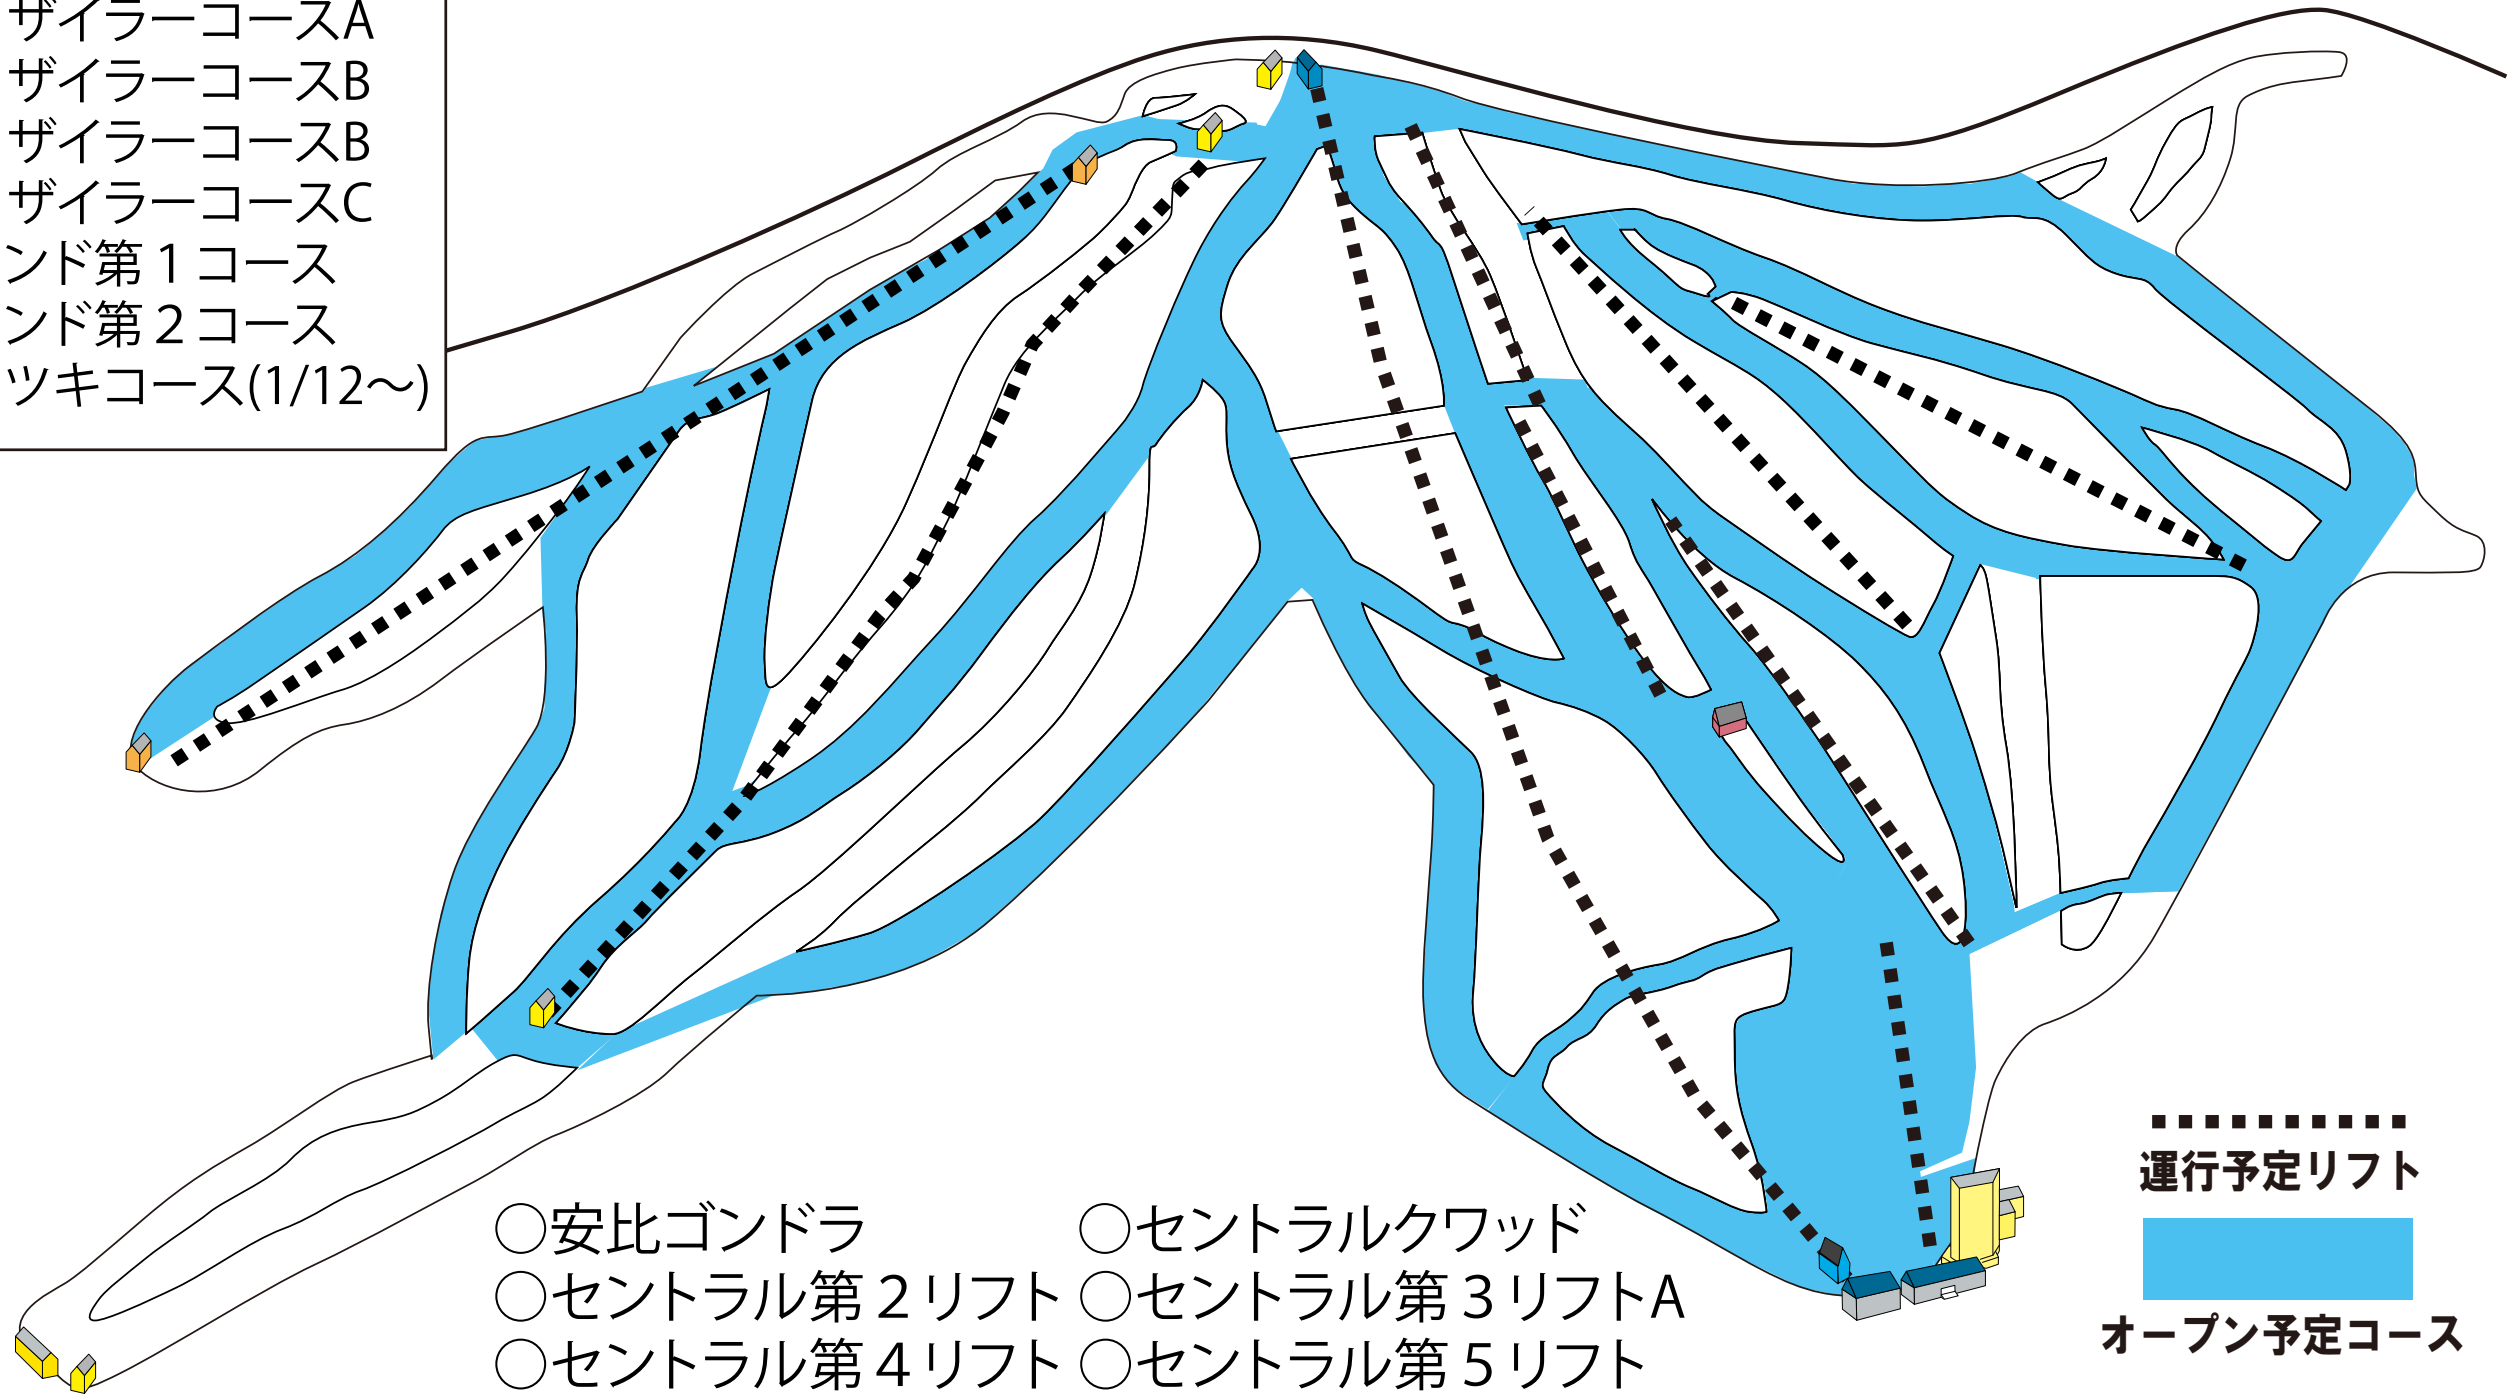 ザイラーコースA
ザイラーコースB
ザイラーコースB
ザイラーコースC
ンド第1コース
ンド第2コース
ツキコース(1/12～)
運行予定リフト
オープン予定コース
○安比ゴンドラ ○セントラルクワッド
○セントラル第2リフト ○セントラル第3リフトA
○セントラル第4リフト ○セントラル第5リフト